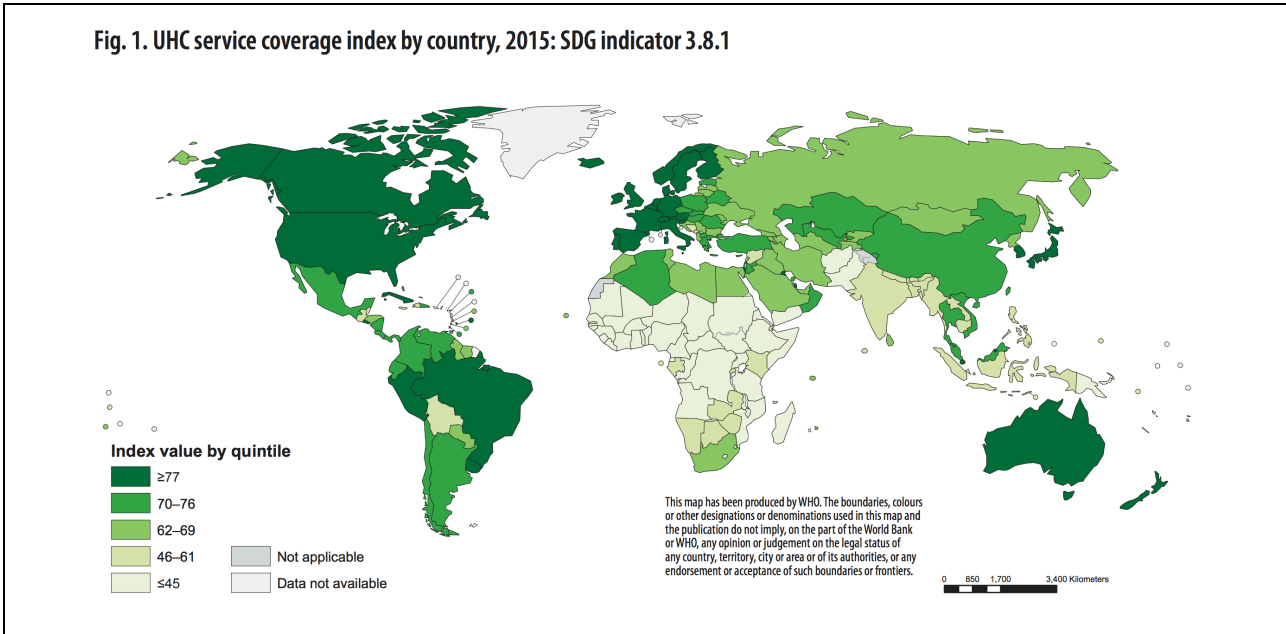 Fig. 1. UHC service coverage index by country, 2015: SDG indicator 3.8.1
Index value by quintile
≥77
70–76
62–69
46–61
≤45
Not applicable
Data not available
This map has been produced by WHO. The boundaries, colours
or other designations or denominations used in this map and
the publication do not imply, on the part of the World Bank
or WHO, any opinion or judgement on the legal status of
any country, territory, city or area or of its authorities, or any
endorsement or acceptance of such boundaries or frontiers.
0 850 1,700 3,400 Kilometers